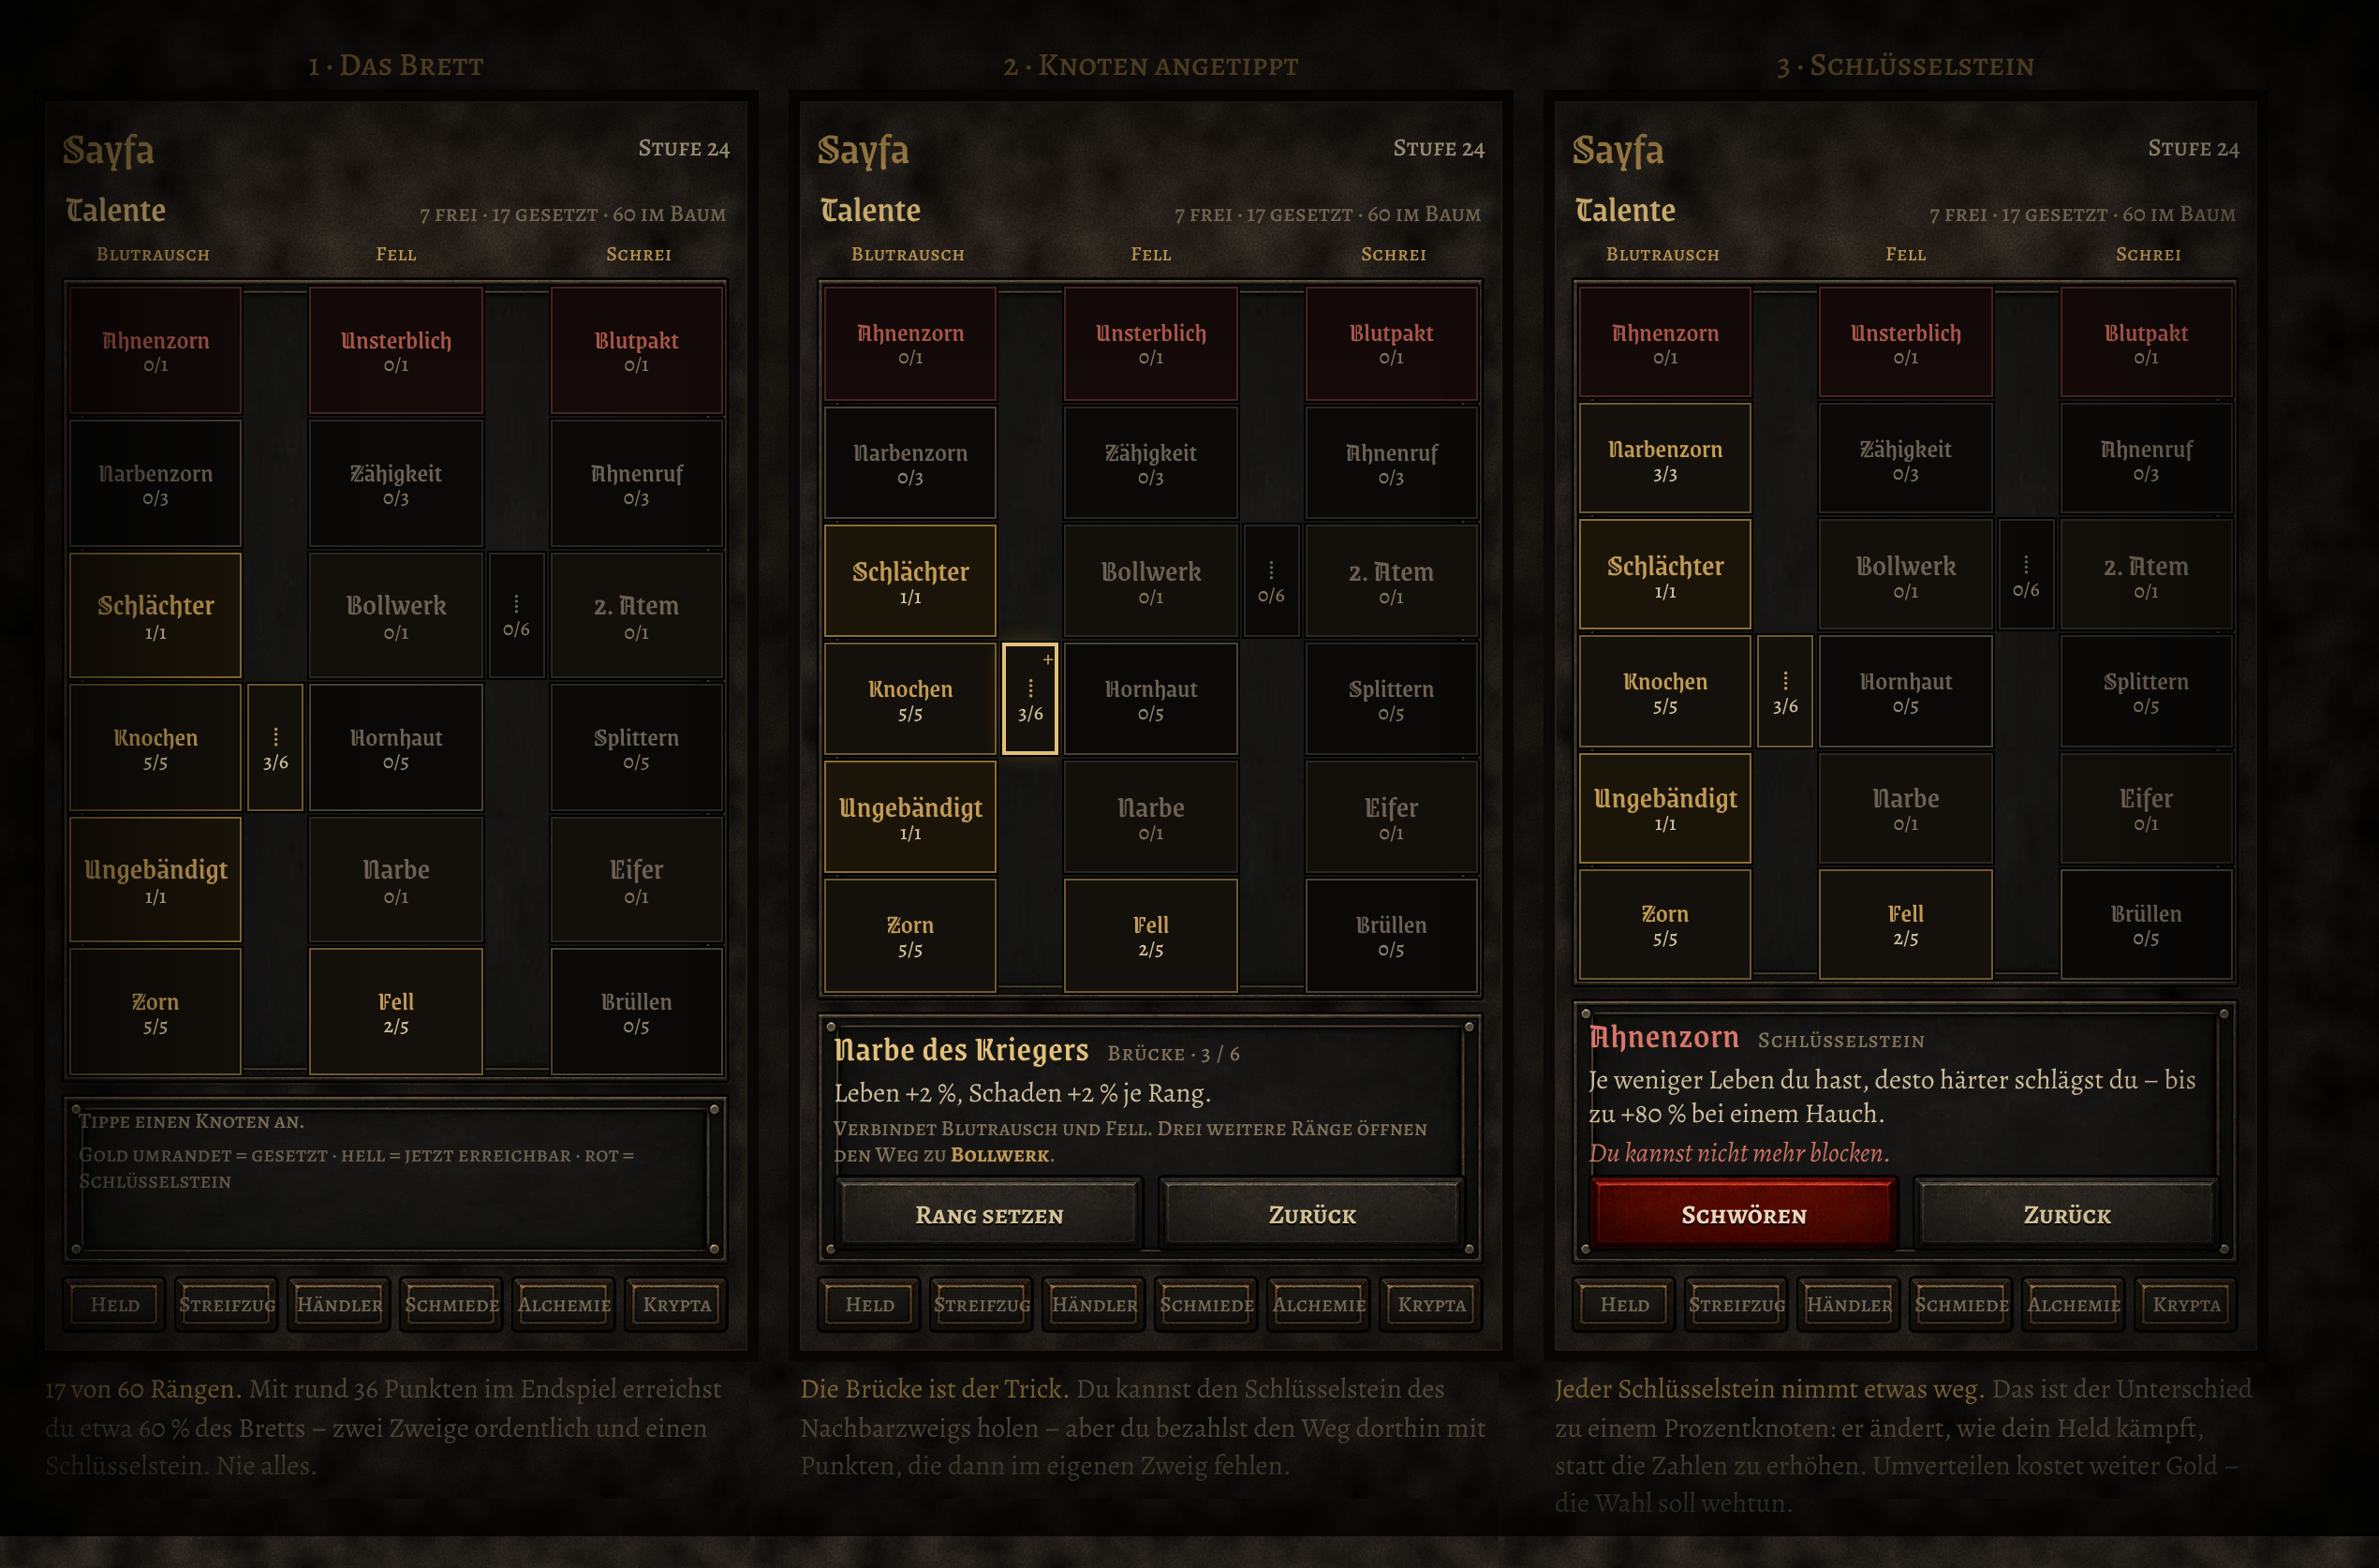 1 · Das Brett
Sayfa
Stufe 24
Talente
7 frei · 17 gesetzt · 60 im Baum
Blutrausch
Fell
Schrei
Ahnenzorn
0/1
Unsterblich
0/1
Blutpakt
0/1
Narbenzorn
0/3
Zähigkeit
0/3
Ahnenruf
0/3
Schlächter
1/1
Bollwerk
0/1
0/6
2. Atem
0/1
Knochen
5/5
3/6
Hornhaut
0/5
Splittern
0/5
Ungebändigt
1/1
Narbe
0/1
Eifer
0/1
Zorn
5/5
Fell
2/5
Brüllen
0/5
Tippe einen Knoten an.
Gold umrandet = gesetzt · hell = jetzt erreichbar · rot =
Schlüsselstein
Held
Streifzug
Händler
Schmiede
Alchemie
Krypta
17 von 60 Rängen. Mit rund 36 Punkten im Endspiel erreichst
du etwa 60 % des Bretts – zwei Zweige ordentlich und einen
Schlüsselstein. Nie alles.
2 · Knoten angetippt
Sayfa
Stufe 24
Talente
7 frei · 17 gesetzt · 60 im Baum
Blutrausch
Fell
Schrei
Ahnenzorn
0/1
Unsterblich
0/1
Blutpakt
0/1
Narbenzorn
0/3
Zähigkeit
0/3
Ahnenruf
0/3
Schlächter
1/1
Bollwerk
0/1
0/6
2. Atem
0/1
Knochen
5/5
+
3/6
Hornhaut
0/5
Splittern
0/5
Ungebändigt
1/1
Narbe
0/1
Eifer
0/1
Zorn
5/5
Fell
2/5
Brüllen
0/5
Narbe des Kriegers Brücke · 3 / 6
Leben +2 %, Schaden +2 % je Rang.
Verbindet Blutrausch und Fell. Drei weitere Ränge öffnen
den Weg zu Bollwerk.
Rang setzen
Zurück
Held
Streifzug
Händler
Schmiede
Alchemie
Krypta
Die Brücke ist der Trick. Du kannst den Schlüsselstein des
Nachbarzweigs holen – aber du bezahlst den Weg dorthin mit
Punkten, die dann im eigenen Zweig fehlen.
3 · Schlüsselstein
Sayfa
Stufe 24
Talente
7 frei · 17 gesetzt · 60 im Baum
Blutrausch
Fell
Schrei
Ahnenzorn
0/1
Unsterblich
0/1
Blutpakt
0/1
Narbenzorn
3/3
Zähigkeit
0/3
Ahnenruf
0/3
Schlächter
1/1
Bollwerk
0/1
0/6
2. Atem
0/1
Knochen
5/5
3/6
Hornhaut
0/5
Splittern
0/5
Ungebändigt
1/1
Narbe
0/1
Eifer
0/1
Zorn
5/5
Fell
2/5
Brüllen
0/5
Ahnenzorn Schlüsselstein
Je weniger Leben du hast, desto härter schlägst du – bis
zu +80 % bei einem Hauch.
Du kannst nicht mehr blocken.
Schwören
Zurück
Held
Streifzug
Händler
Schmiede
Alchemie
Krypta
Jeder Schlüsselstein nimmt etwas weg. Das ist der Unterschied
zu einem Prozentknoten: er ändert, wie dein Held kämpft,
statt die Zahlen zu erhöhen. Umverteilen kostet weiter Gold –
die Wahl soll wehtun.